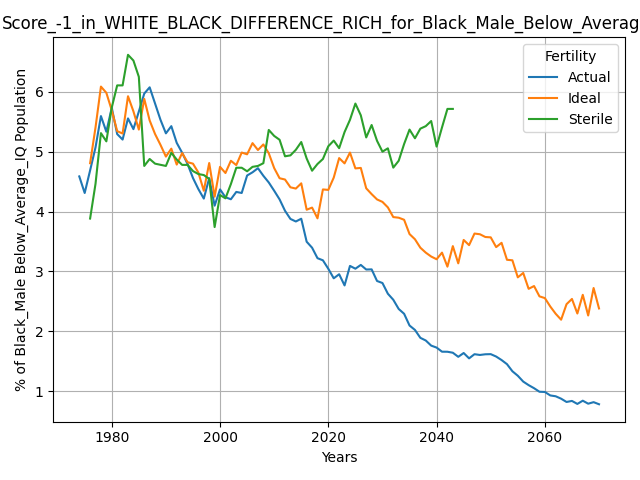 Score_-1_in_WHITE_BLACK_DIFFERENCE_RICH_for_Black_Male_Below_Averag
Fertility
Actual
Ideal
Sterile
% of Black_Male Below_Average_IQ Population
6
5
4
3
2
1
1980 2000 2020 2040 2060
Years